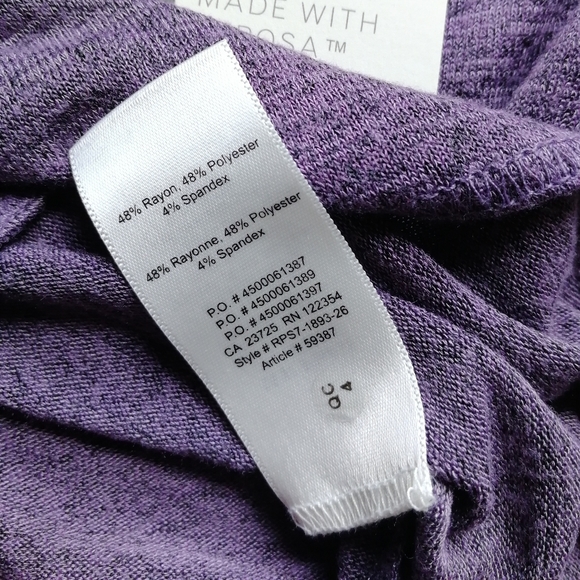 MADE WITH
OSA™
48% Rayon, 48% Polyester
4% Spandex
48% Rayonne, 48% Polyester
4% Spandex
P.O. # 4500061387
P.O. # 4500061389
P.O. # 4500061397
CA 23725 RN 122354
Style # RPS7-1893-26
Article # 59387
QC
4